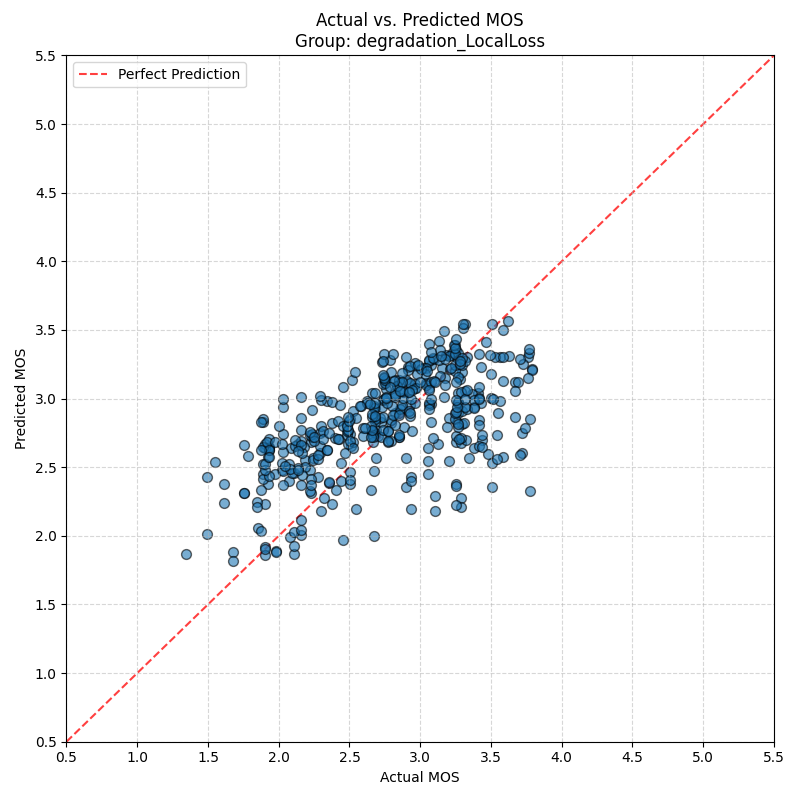 Actual vs. Predicted MOS
Group: degradation_LocalLoss
Perfect Prediction
5.5
5.0
4.5
4.0
3.5
3.0
2.5
2.0
1.5
1.0
0.5
Predicted MOS
0.5 1.0 1.5 2.0 2.5 3.0 3.5 4.0 4.5 5.0 5.5
Actual MOS